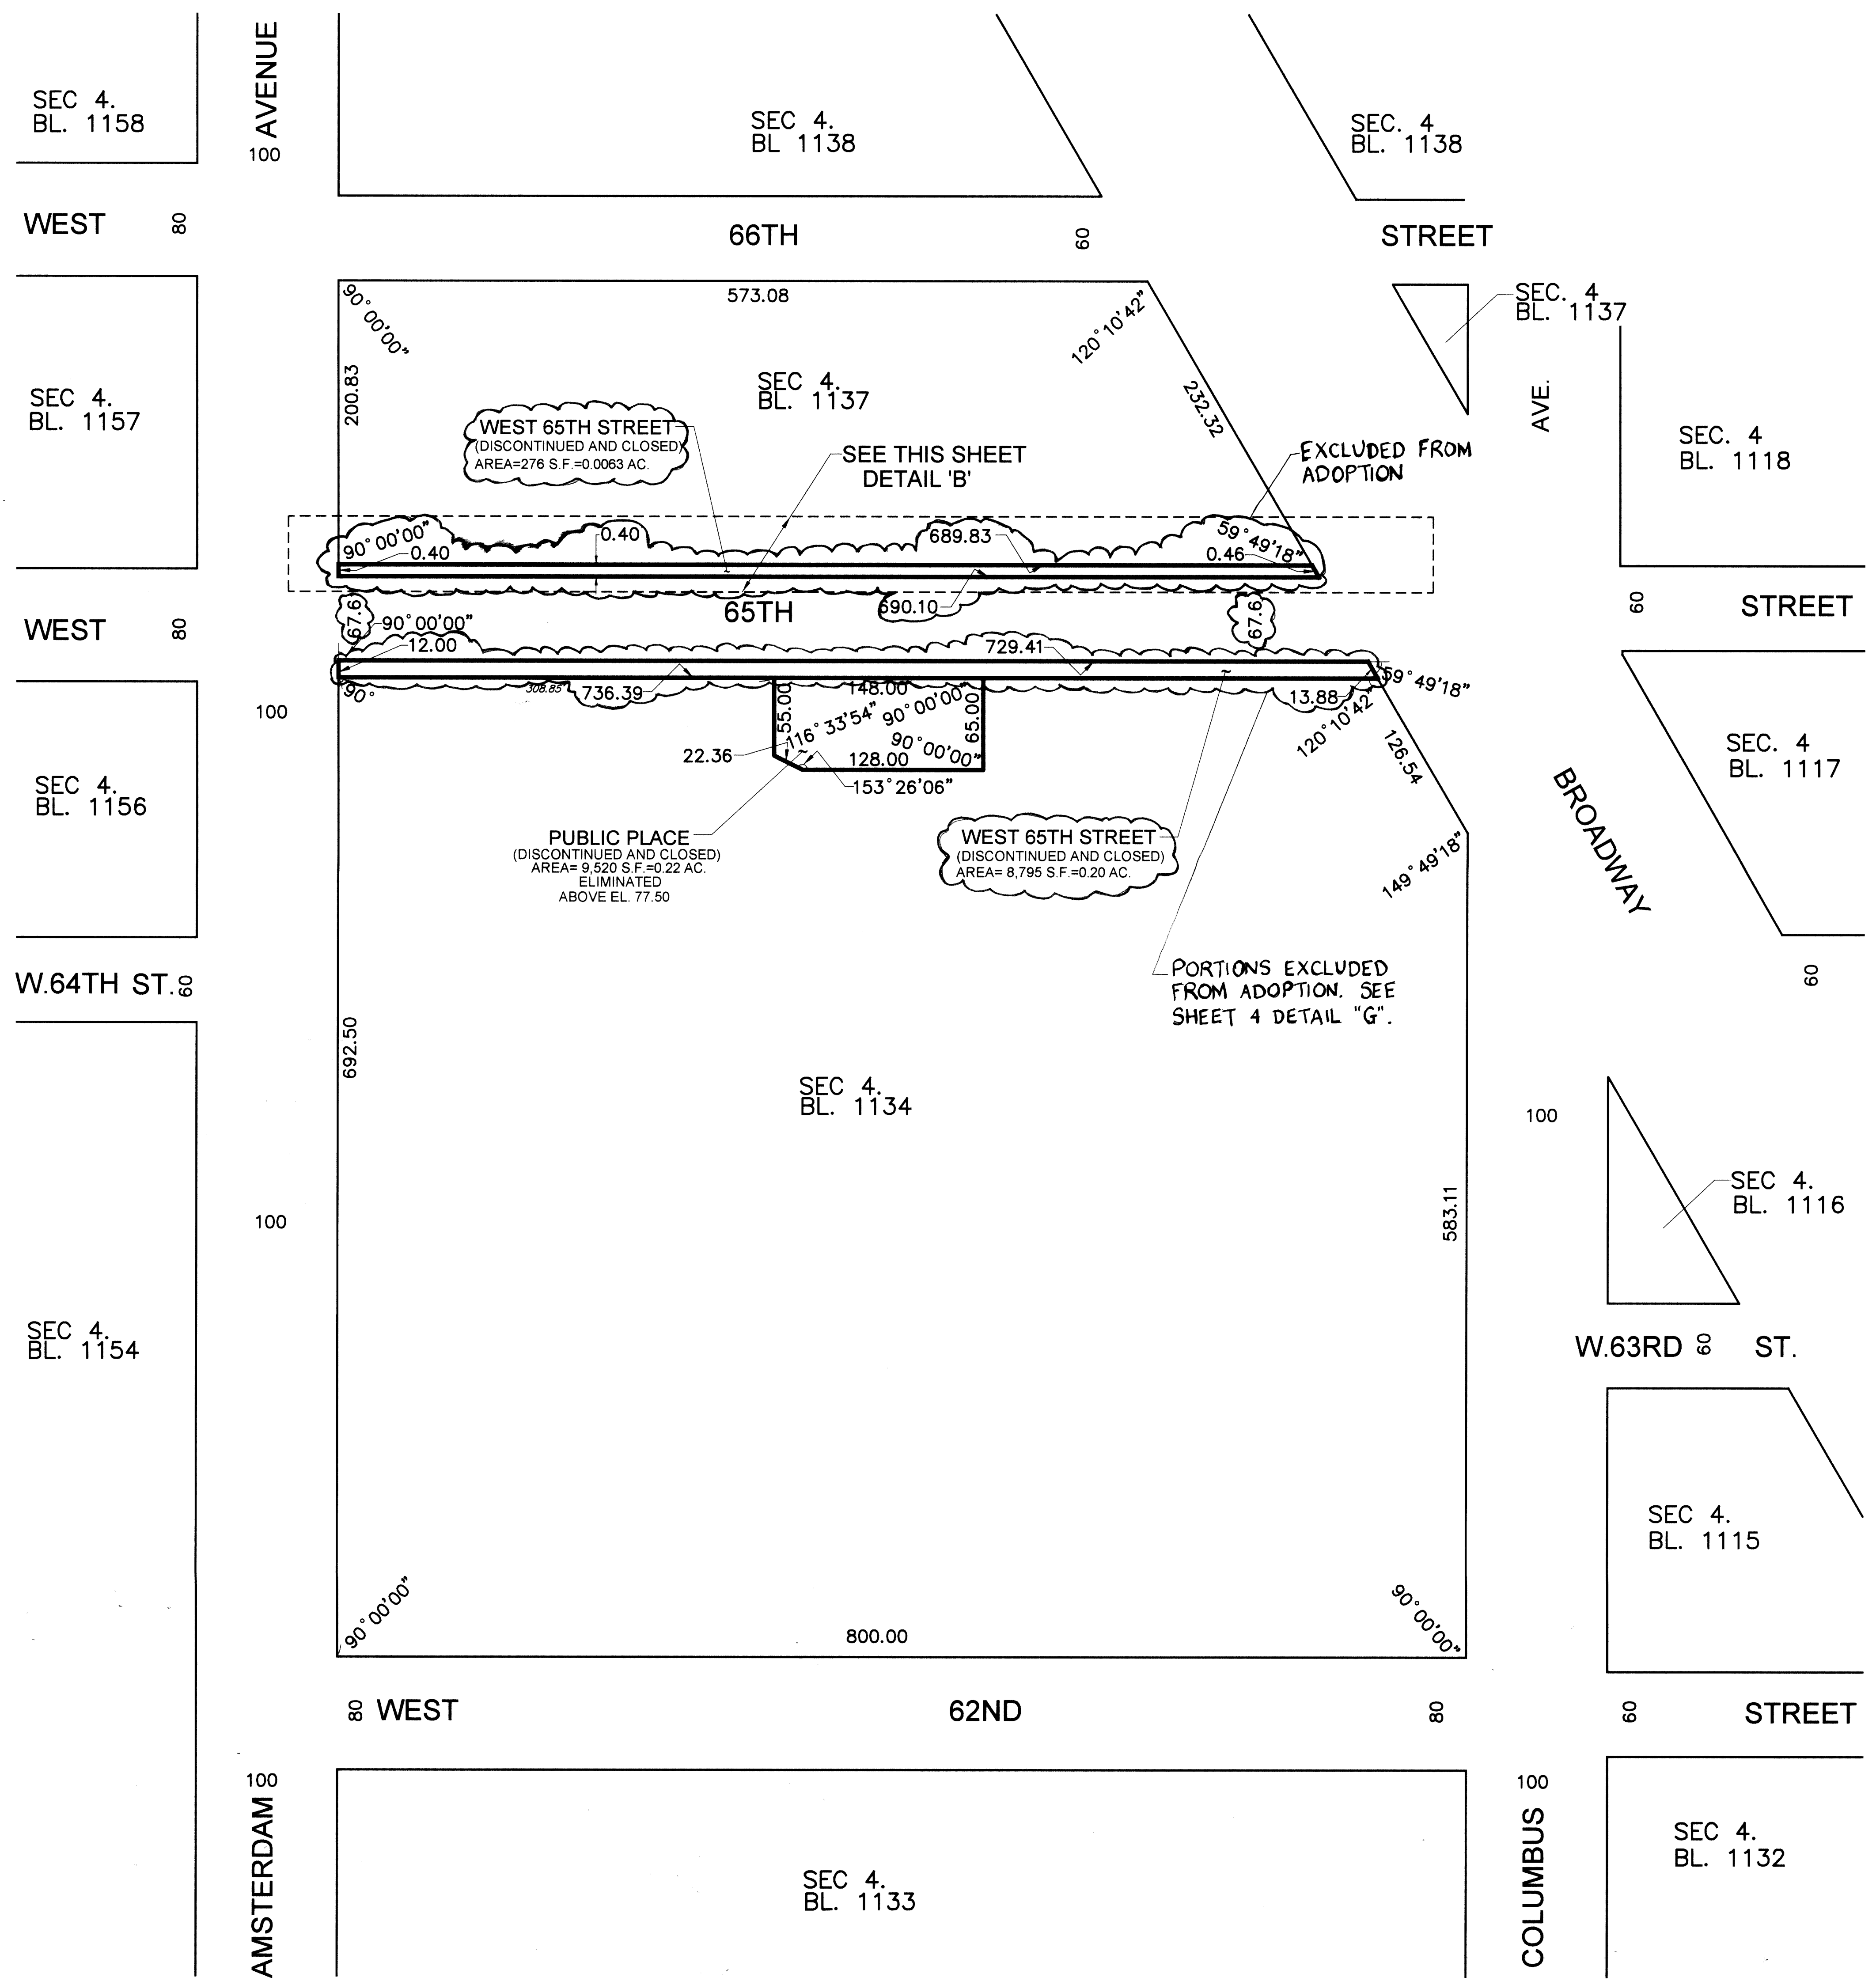 AVENUE
100
SEC 4.
BL. 1158
SEC 4.
BL 1138
SEC. 4
BL. 1138
WEST
80
66TH
60
STREET
90°00'00"
573.08
120°10'42"
SEC. 4
BL. 1137
SEC 4.
BL. 1157
200.83
SEC 4.
BL. 1137
232.32
AVE.
SEC. 4
BL. 1118
WEST 65TH STREET
(DISCONTINUED AND CLOSED)
AREA=276 S.F.=0.0063 AC.
SEE THIS SHEET
DETAIL 'B'
EXCLUDED FROM
ADOPTION
90°00'00"
0.40
0.40
689.83
59°49'18"
0.46
WEST
80
67.6
65TH
690.10
67.6
60
STREET
90°00'00"
12.00
729.41
90°
308.85
736.39
148.00
13.88
59°49'18"
120°10'42"
100
55.00
116°33'54"
90°00'00"
65.00
90°00'00"
22.36
128.00
153°26'06"
126.54
SEC. 4
BL. 1117
SEC 4.
BL. 1156
BROADWAY
PUBLIC PLACE
(DISCONTINUED AND CLOSED)
AREA= 9,520 S.F.=0.22 AC.
ELIMINATED
ABOVE EL. 77.50
WEST 65TH STREET
(DISCONTINUED AND CLOSED)
AREA= 8,795 S.F.=0.20 AC.
149°49'18"
W.64TH ST.
60
PORTIONS EXCLUDED
FROM ADOPTION. SEE
SHEET 4 DETAIL "G".
60
692.50
SEC 4.
BL. 1134
100
100
583.11
SEC 4.
BL. 1116
SEC 4.
BL. 1154
W.63RD
60
ST.
SEC 4.
BL. 1115
90°00'00"
800.00
90°00'00"
80
WEST
62ND
80
60
STREET
100
AMSTERDAM
100
COLUMBUS
SEC 4.
BL. 1133
SEC 4.
BL. 1132